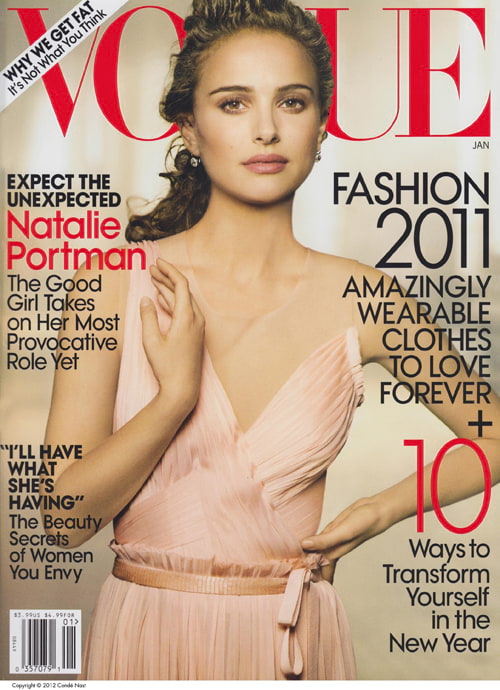 WHY WE GET FAT
It's Not What You Think
VOGUE
JAN
EXPECT THE
UNEXPECTED
Natalie
Portman
The Good
Girl Takes
on Her Most
Provocative
Role Yet
"I'LL HAVE
WHAT
SHE'S
HAVING"
The Beauty
Secrets
of Women
You Envy
FASHION
2011
AMAZINGLY
WEARABLE
CLOTHES
TO LOVE
FOREVER
+
10
Ways to
Transform
Yourself
in the
New Year
$3.99US $4.99FOR
01>
0 357079 1
Copyright © 2012 Condé Nast